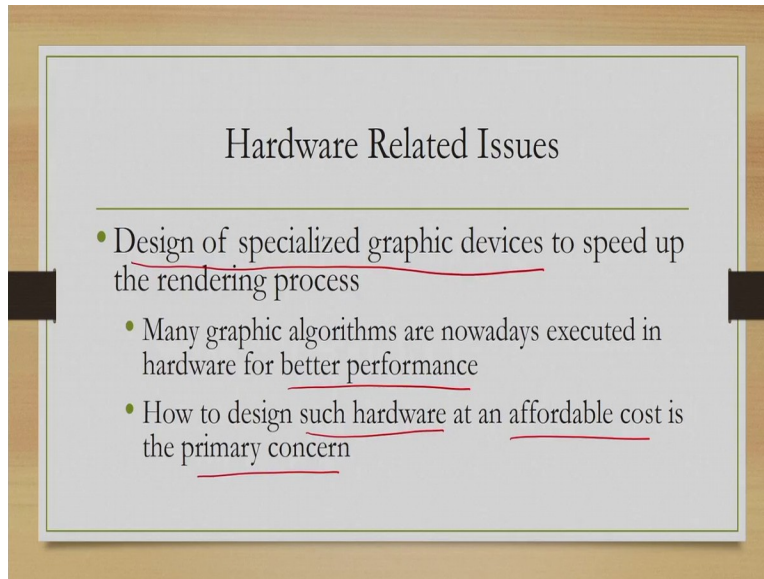 Hardware Related Issues
• Design of specialized graphic devices to speed up
the rendering process
• Many graphic algorithms are nowadays executed in
hardware for better performance
• How to design such hardware at an affordable cost is
the primary concern